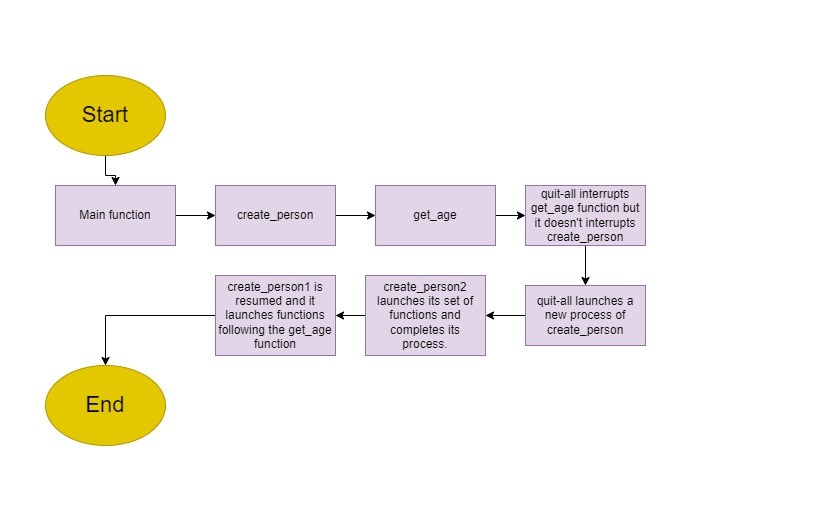 Start
Main function
create_person
get_age
quit-all interrupts
get_age function but
it doesn't interrupts
create_person
quit-all launches a
new process of
create_person
create_person2
launches its set of
functions and
completes its
process.
create_person1 is
resumed and it
launches functions
following the get_age
function
End